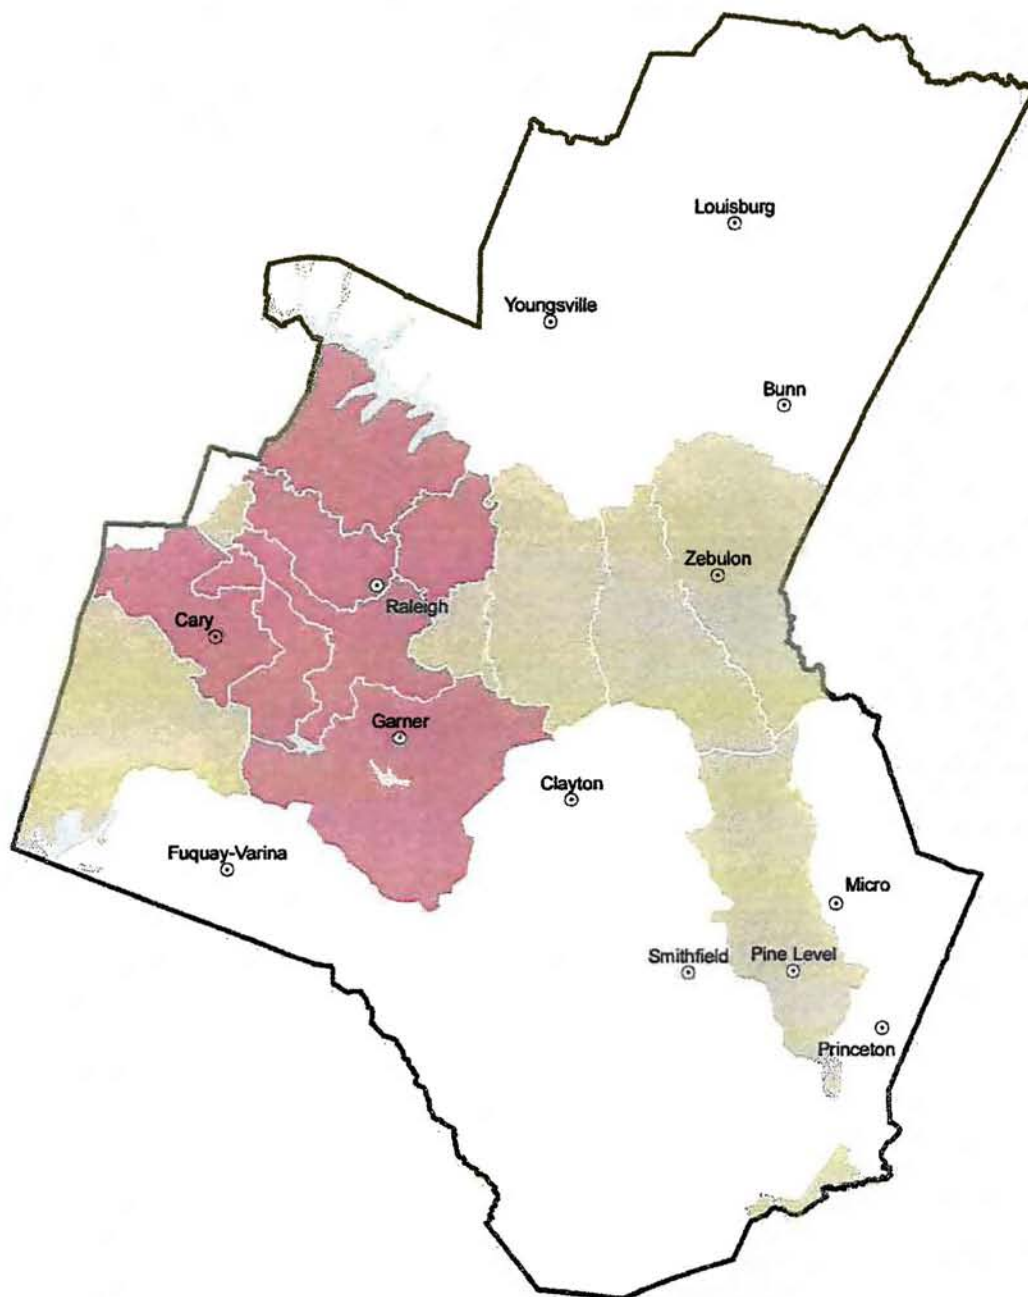 Louisburg
Youngsville
Bunn
Zebulon
Raleigh
Cary
Garner
Clayton
Fuquay-Varina
Micro
Smithfield
Pine Level
Princeton